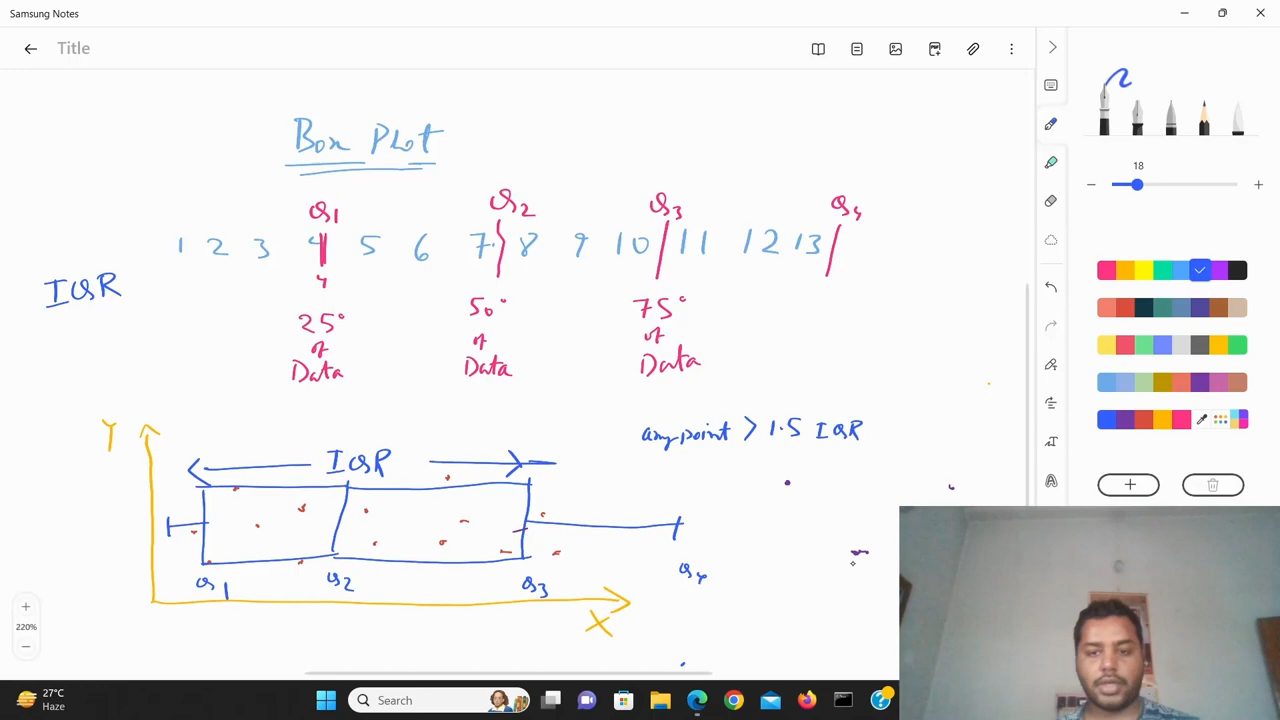 Samsung Notes
Title
Box Plot
Q1 Q2 Q3 Q4
1 2 3 4 5 6 7 8 9 10 11 12 13
4
IQR
25° 50° 75°
of of of
Data Data Data
18
Y
any point > 1.5 IQR
IQR
Q1 Q2 Q3 Q4
X
220%
27°C
Haze
Search